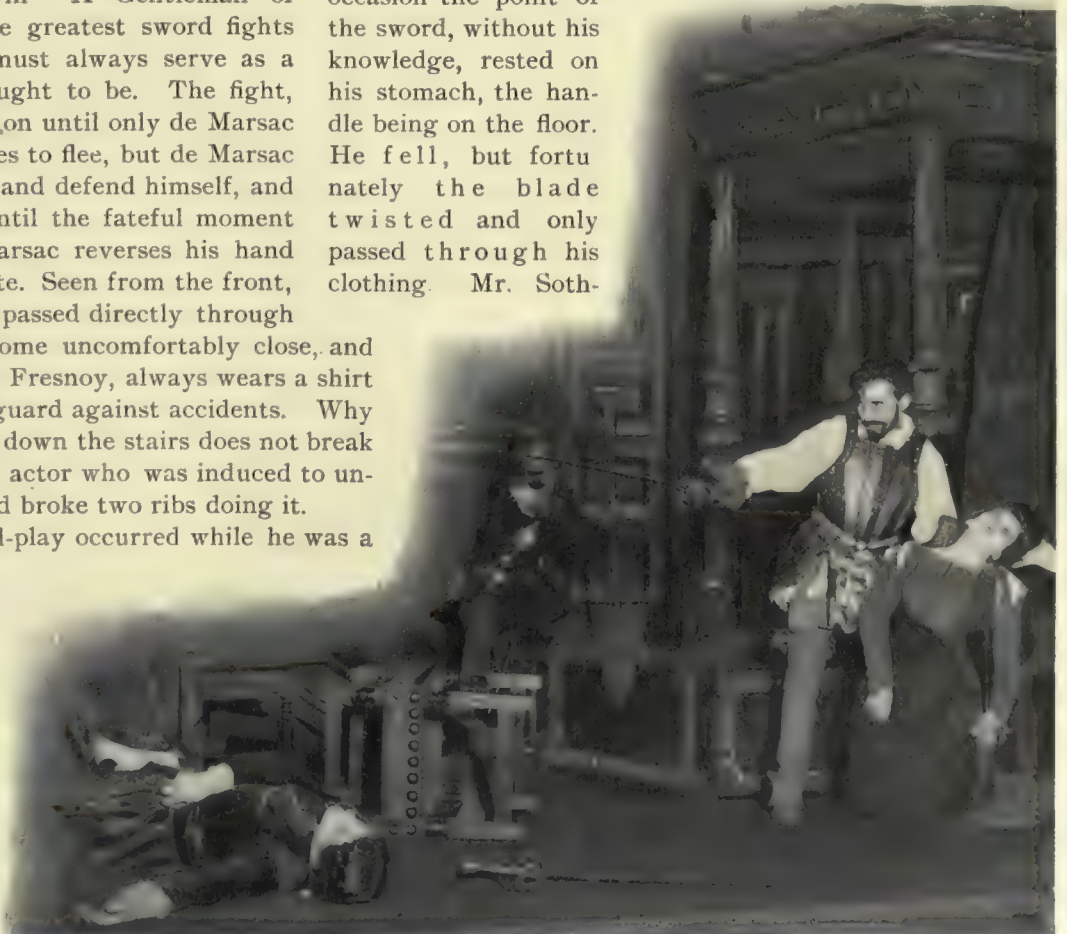 e greatest sword fights
must always serve as a
ught to be. The fight,
on until only de Marsac
es to flee, but de Marsac
and defend himself, and
ntil the fateful moment
arsac reverses his hand
te. Seen from the front,
passed directly through
ome uncomfortably close, and
Fresnoy, always wears a shirt
guard against accidents. Why
down the stairs does not break
actor who was induced to un-
d broke two ribs doing it.
l-play occurred while he was a
occasion the point of
the sword, without his
knowledge, rested on
his stomach, the han-
dle being on the floor.
He fell, but fortu
nately the blade
twisted and only
passed through his
clothing. Mr. Soth-